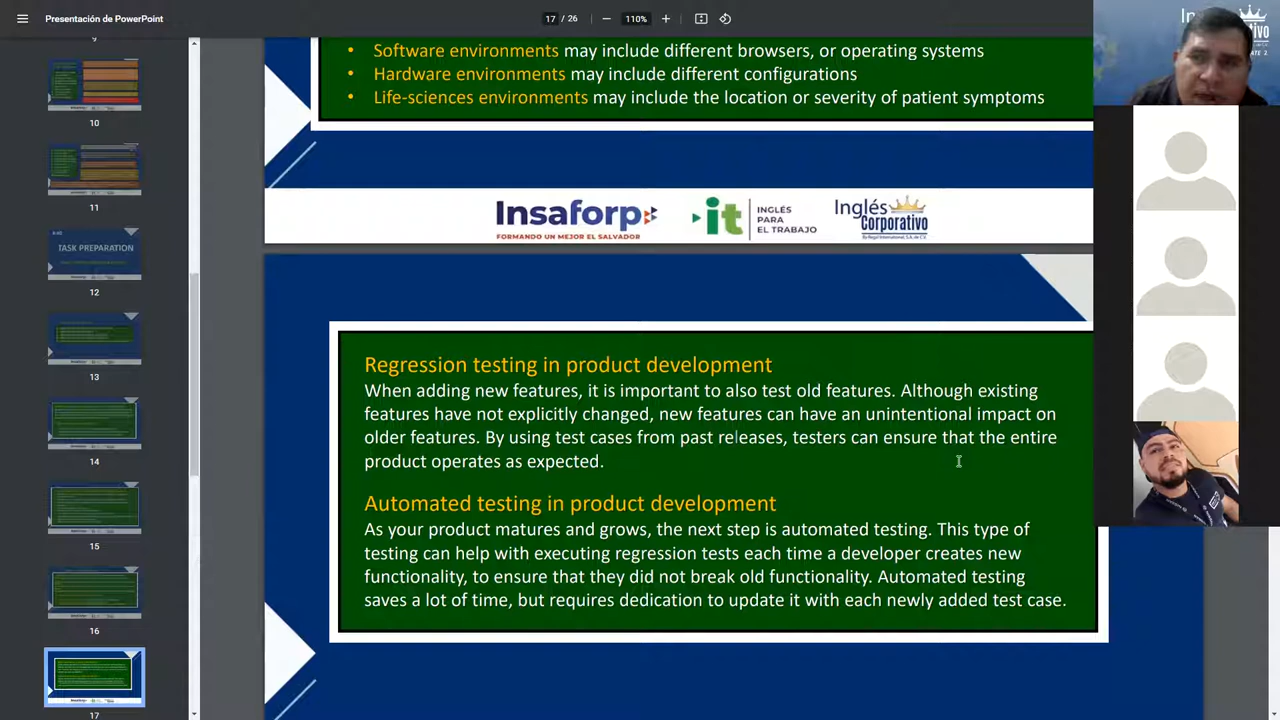 Presentación de PowerPoint
17 / 26
110%
9
10
11
TASK PREPARATION
12
13
14
15
16
17
• Software environments may include different browsers, or operating systems
• Hardware environments may include different configurations
• Life-sciences environments may include the location or severity of patient symptoms
Insaforp
FORMANDO UN MEJOR EL SALVADOR
it
INGLÉS
PARA
EL TRABAJO
Inglés
Corporativo
Regression testing in product development
When adding new features, it is important to also test old features. Although existing
features have not explicitly changed, new features can have an unintentional impact on
older features. By using test cases from past releases, testers can ensure that the entire
product operates as expected.
Automated testing in product development
As your product matures and grows, the next step is automated testing. This type of
testing can help with executing regression tests each time a developer creates new
functionality, to ensure that they did not break old functionality. Automated testing
saves a lot of time, but requires dedication to update it with each newly added test case.